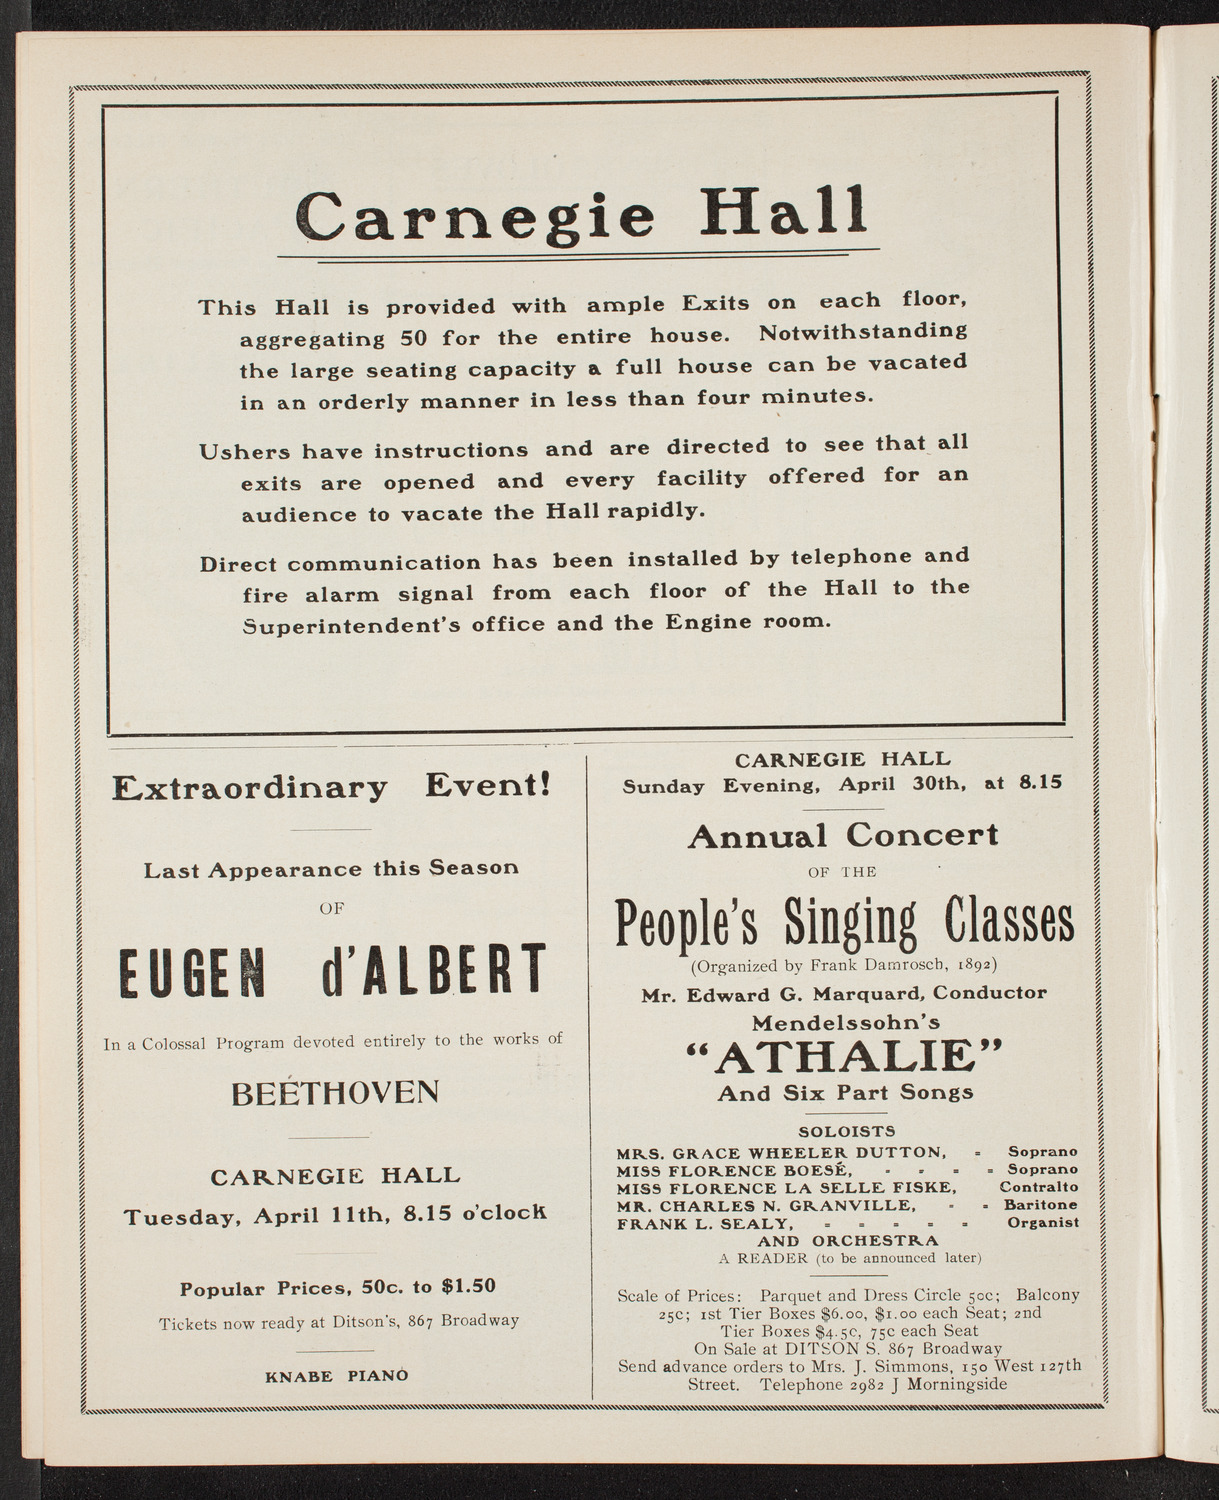 Carnegie Hall
This Hall is provided with ample Exits on each floor,
aggregating 50 for the entire house. Notwithstanding
the large seating capacity a full house can be vacated
in an orderly manner in less than four minutes.
Ushers have instructions and are directed to see that all
exits are opened and every facility offered for an
audience to vacate the Hall rapidly.
Direct communication has been installed by telephone and
fire alarm signal from each floor of the Hall to the
Superintendent's office and the Engine room.
Extraordinary Event!
Last Appearance this Season
OF
EUGEN d'ALBERT
In a Colossal Program devoted entirely to the works of
BEÉTHOVEN
CARNEGIE HALL
Tuesday, April 11th, 8.15 o'clock
Popular Prices, 50c. to $1.50
Tickets now ready at Ditson's, 867 Broadway
KNABE PIANO
CARNEGIE HALL
Sunday Evening, April 30th, at 8.15
Annual Concert
OF THE
People's Singing Classes
(Organized by Frank Damrosch, 1892)
Mr. Edward G. Marquard, Conductor
Mendelssohn's
"ATHALIE"
And Six Part Songs
SOLOISTS
MRS. GRACE WHEELER DUTTON, - Soprano
MISS FLORENCE BOESÉ, - - - - Soprano
MISS FLORENCE LA SELLE FISKE, Contralto
MR. CHARLES N. GRANVILLE, - - Baritone
FRANK L. SEALY, - - - - - Organist
AND ORCHESTRA
A READER (to be announced later)
Scale of Prices: Parquet and Dress Circle 50c; Balcony
25c; 1st Tier Boxes $6.00, $1.00 each Seat; 2nd
Tier Boxes $4.50, 75c each Seat
On Sale at DITSON S. 867 Broadway
Send advance orders to Mrs. J. Simmons, 150 West 127th
Street. Telephone 2982 J Morningside